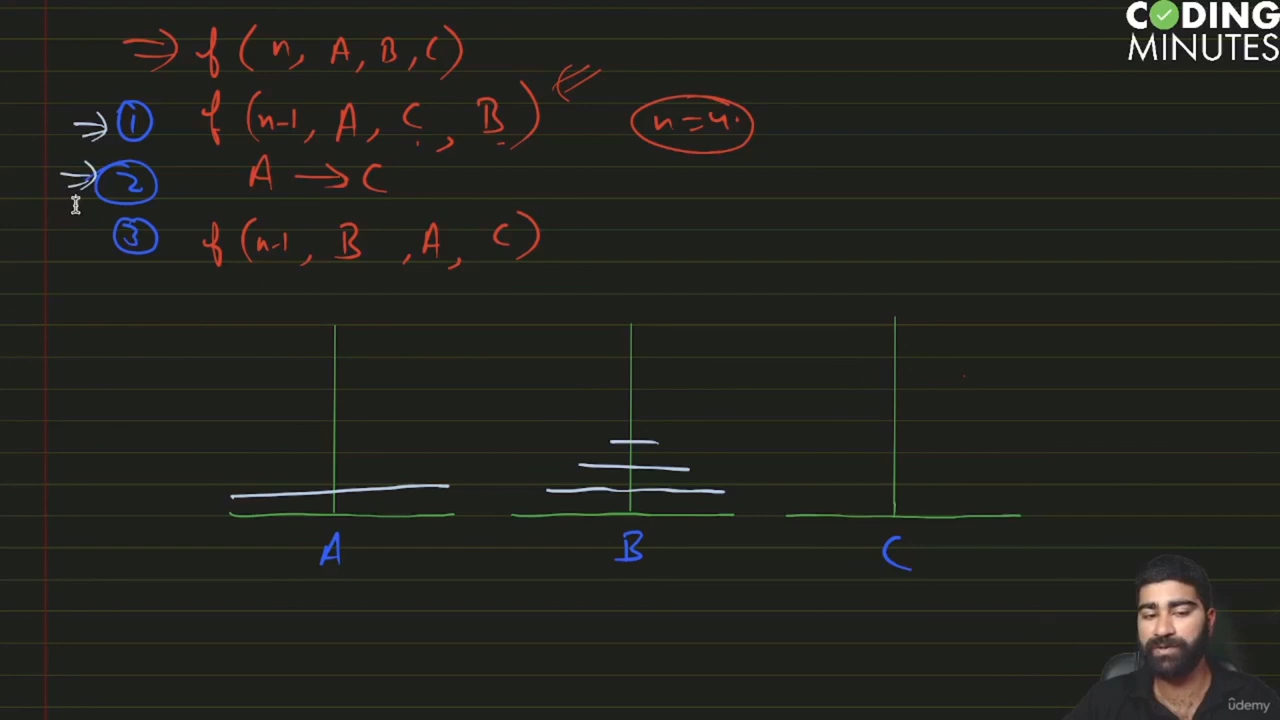 CODING
MINUTES
⇒ f(n, A, B, C)
① f(n-1, A, C, B)
n=4.
② A → C
③ f(n-1, B, A, C)
A B C
ûdemy